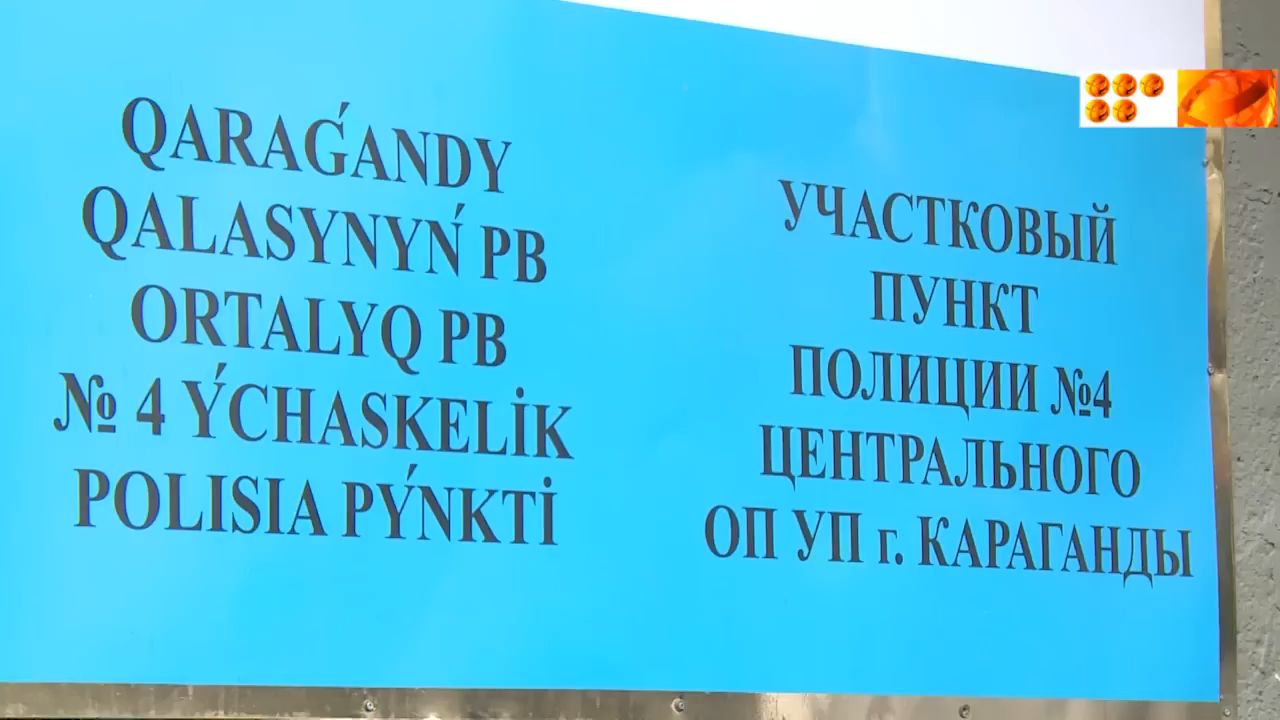 QARAǴANDY
QALASYNYŃ PB
ORTALYQ PB
№ 4 ÝCHASKELİK
POLISIA PÝNKTİ
УЧАСТКОВЫЙ
ПУНКТ
ПОЛИЦИИ №4
ЦЕНТРАЛЬНОГО
ОП УП г. КАРАГАНДЫ